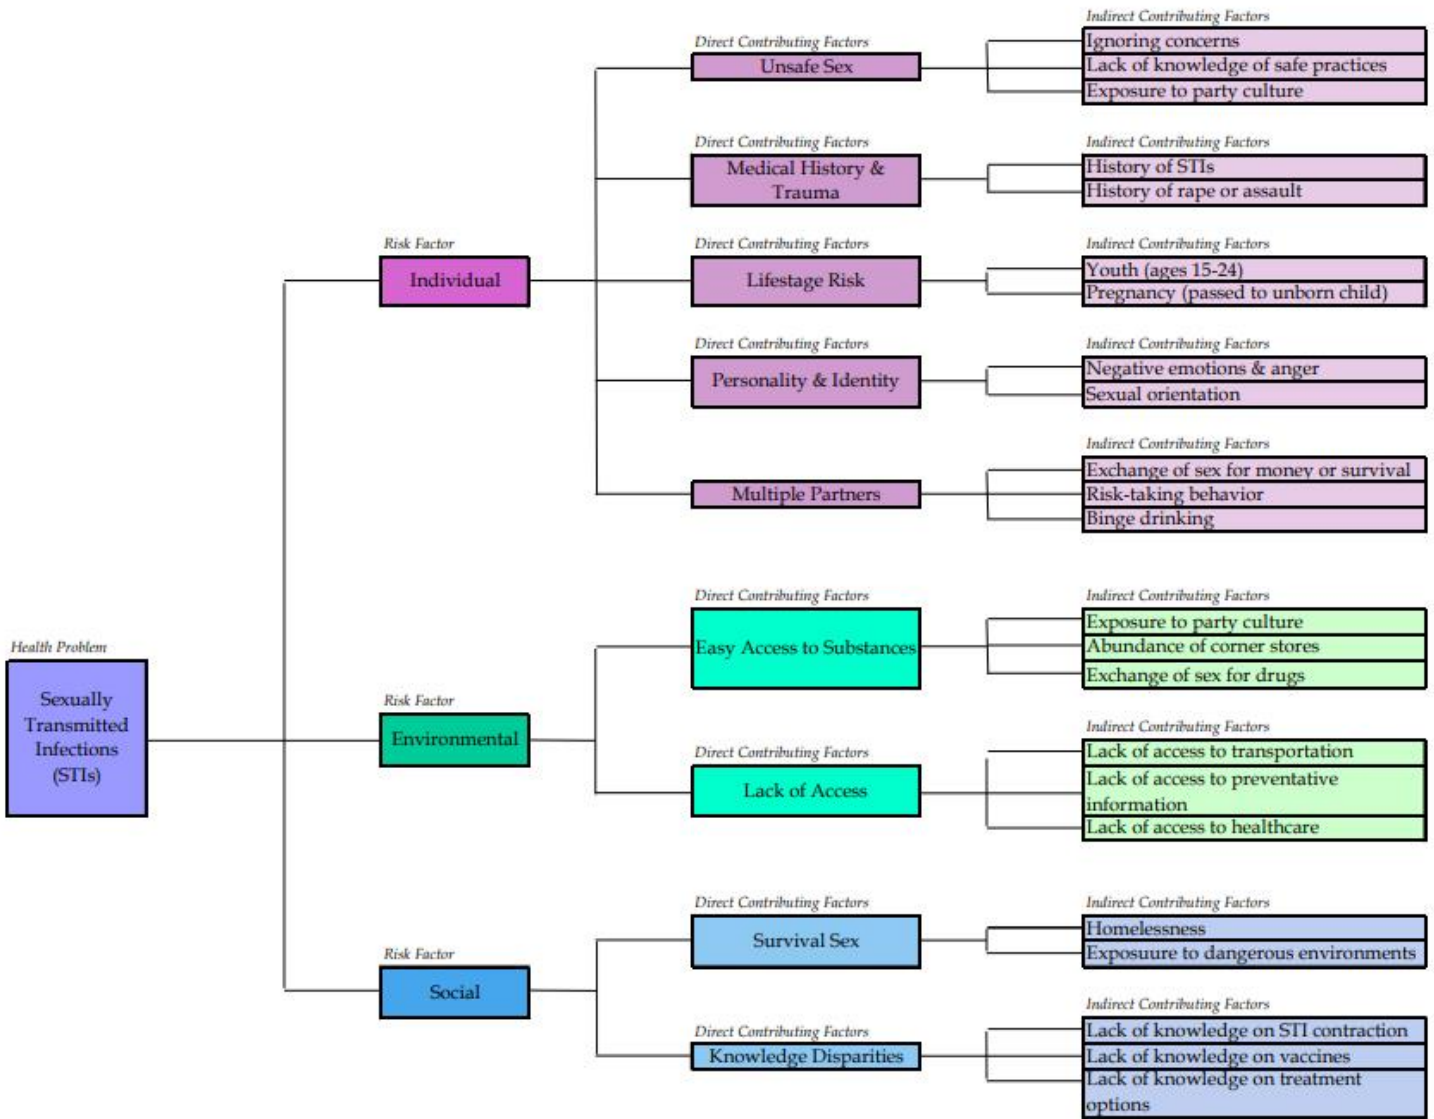 Health Problem
Sexually
Transmitted
Infections
(STIs)
Risk Factor
Individual
Direct Contributing Factors
Unsafe Sex
Indirect Contributing Factors
Ignoring concerns
Lack of knowledge of safe practices
Exposure to party culture
Direct Contributing Factors
Medical History &
Trauma
Indirect Contributing Factors
History of STIs
History of rape or assault
Direct Contributing Factors
Lifestage Risk
Indirect Contributing Factors
Youth (ages 15-24)
Pregnancy (passed to unborn child)
Direct Contributing Factors
Personality & Identity
Indirect Contributing Factors
Negative emotions & anger
Sexual orientation
Multiple Partners
Indirect Contributing Factors
Exchange of sex for money or survival
Risk-taking behavior
Binge drinking
Risk Factor
Environmental
Direct Contributing Factors
Easy Access to Substances
Indirect Contributing Factors
Exposure to party culture
Abundance of corner stores
Exchange of sex for drugs
Direct Contributing Factors
Lack of Access
Indirect Contributing Factors
Lack of access to transportation
Lack of access to preventative
information
Lack of access to healthcare
Risk Factor
Social
Direct Contributing Factors
Survival Sex
Indirect Contributing Factors
Homelessness
Exposuure to dangerous environments
Direct Contributing Factors
Knowledge Disparities
Indirect Contributing Factors
Lack of knowledge on STI contraction
Lack of knowledge on vaccines
Lack of knowledge on treatment
options